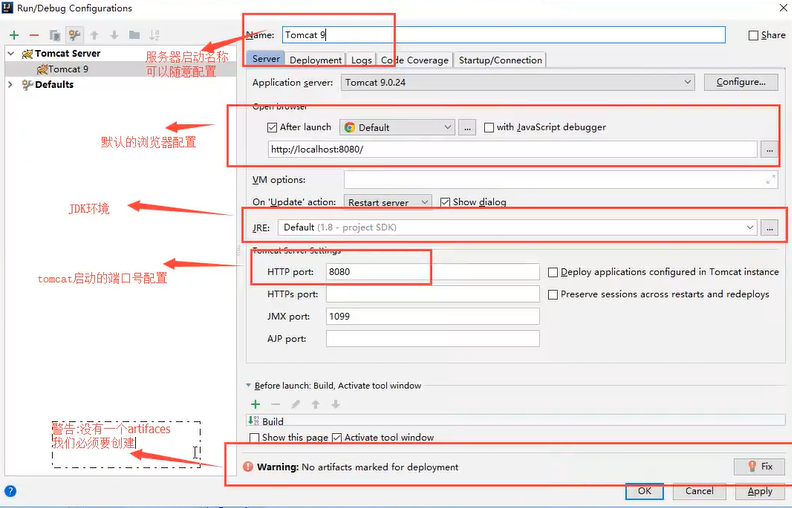 Run/Debug Configurations
Name: Tomcat 9
Share
Tomcat Server
Tomcat 9
Defaults
服务器启动名称
可以随意配置
Server Deployment Logs Code Coverage Startup/Connection
Application server: Tomcat 9.0.24 Configure...
Open browser
默认的浏览器配置
After launch Default ... with JavaScript debugger
http://localhost:8080/ ...
VM options:
On 'Update' action: Restart server Show dialog
JDK环境
JRE: Default (1.8 - project SDK) ...
Tomcat Server Settings
tomcat启动的端口号配置
HTTP port: 8080 Deploy applications configured in Tomcat instance
HTTPs port: Preserve sessions across restarts and redeploys
JMX port: 1099
AJP port:
Before launch: Build, Activate tool window
Build
Show this page Activate tool window
警告:没有一个artifaces
我们必须要创建
Warning: No artifacts marked for deployment Fix
? OK Cancel Apply